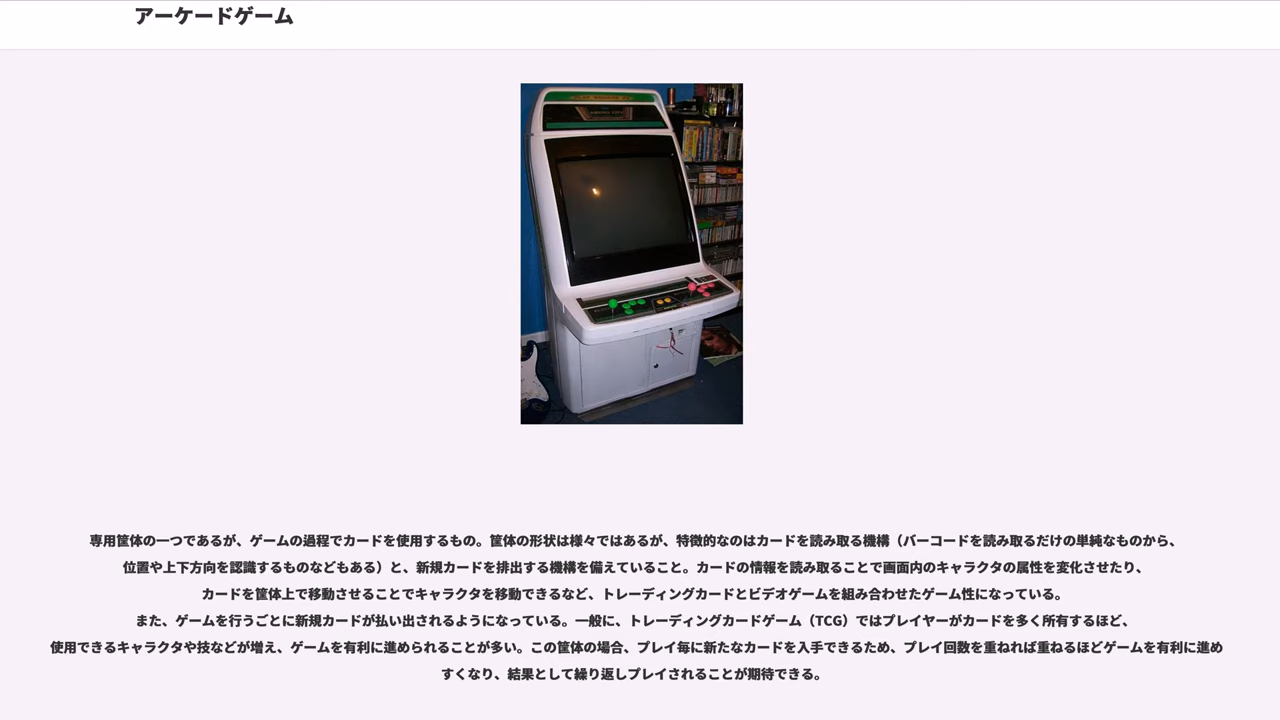 アーケードゲーム
専用筐体の一つであるが、ゲームの過程でカードを使用するもの。筐体の形状は様々ではあるが、特徴的なのはカードを読み取る機構（バーコードを読み取るだけの単純なものから、
位置や上下方向を認識するものなどもある）と、新規カードを排出する機構を備えていること。カードの情報を読み取ることで画面内のキャラクタの属性を変化させたり、
カードを筐体上で移動させることでキャラクタを移動できるなど、トレーディングカードとビデオゲームを組み合わせたゲーム性になっている。
また、ゲームを行うごとに新規カードが払い出されるようになっている。一般に、トレーディングカードゲーム（TCG）ではプレイヤーがカードを多く所有するほど、
使用できるキャラクタや技などが増え、ゲームを有利に進められることが多い。この筐体の場合、プレイ毎に新たなカードを入手できるため、プレイ回数を重ねれば重ねるほどゲームを有利に進め
すくなり、結果として繰り返しプレイされることが期待できる。